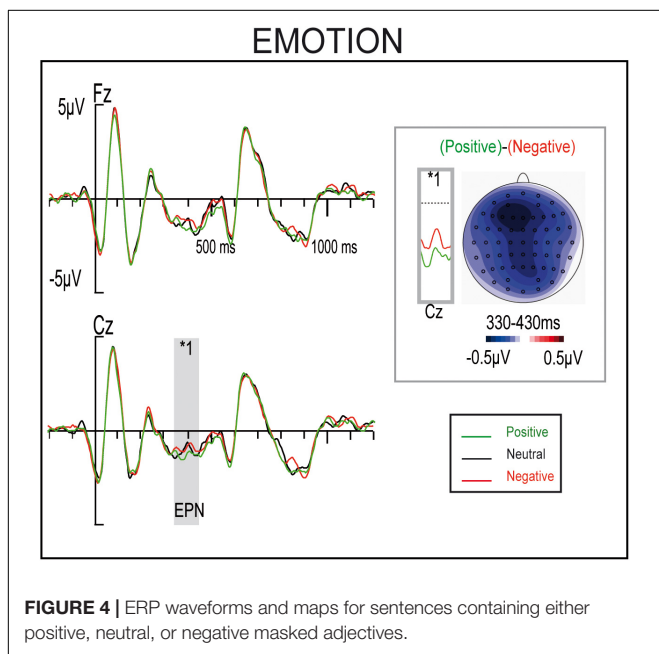 EMOTION
Fz
5µV
-5µV
500 ms
1000 ms
Cz
*1
EPN
(Positive)-(Negative)
*1
Cz
330-430ms
-0.5µV 0.5µV
Positive
Neutral
Negative
FIGURE 4 | ERP waveforms and maps for sentences containing either
positive, neutral, or negative masked adjectives.